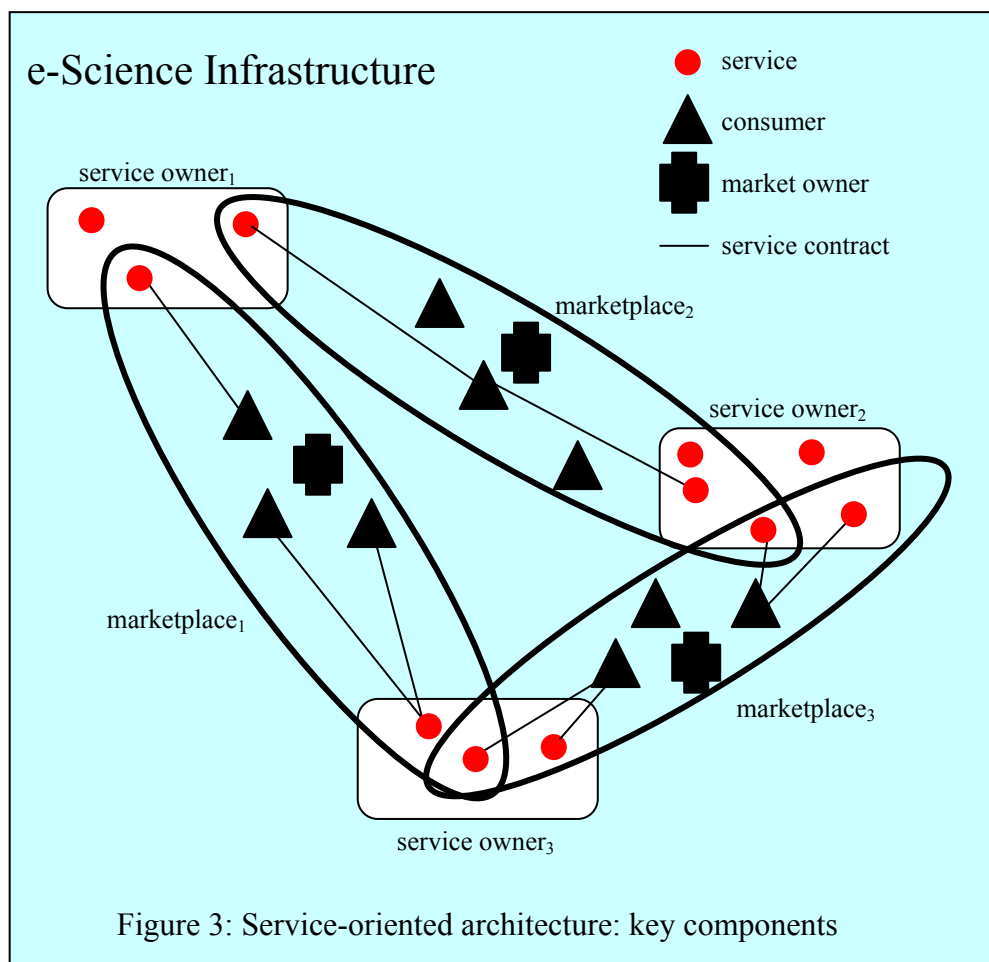 e-Science Infrastructure
service
consumer
market owner
service contract
service owner₁
marketplace₂
service owner₂
marketplace₁
marketplace₃
service owner₃
Figure 3: Service-oriented architecture: key components